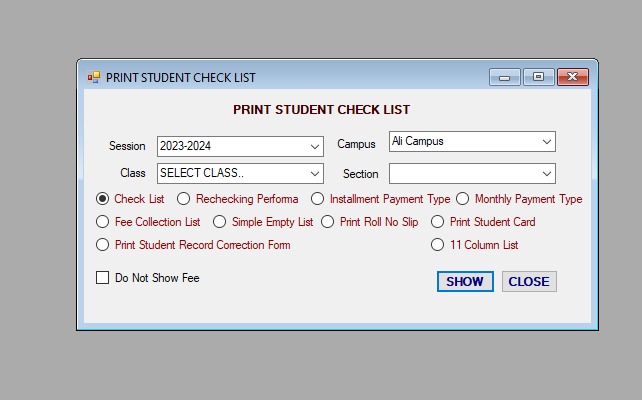 PRINT STUDENT CHECK LIST
PRINT STUDENT CHECK LIST
Session 2023-2024 Campus Ali Campus
Class SELECT CLASS.. Section
Check List Rechecking Performa Installment Payment Type Monthly Payment Type
Fee Collection List Simple Empty List Print Roll No Slip Print Student Card
Print Student Record Correction Form 11 Column List
Do Not Show Fee SHOW CLOSE